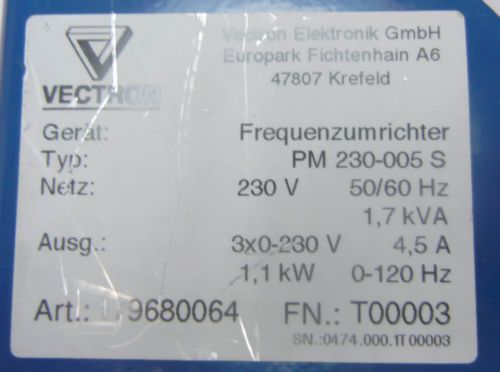 Vectron Elektronik GmbH
Europark Fichtenhain A6
47807 Krefeld
VECTRON
Gerät: Frequenzumrichter
Typ: PM 230-005 S
Netz: 230 V 50/60 Hz
1,7 kVA
Ausg.: 3x0-230 V 4,5 A
1,1 kW 0-120 Hz
Art.: FN.: T00003
SN.:0474.000.1T00003